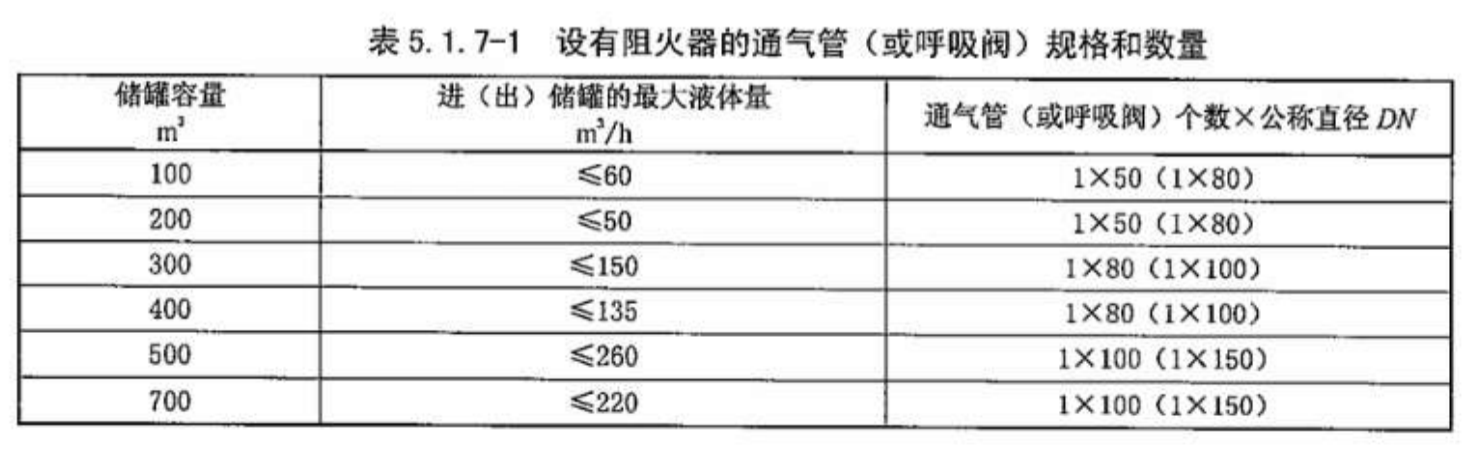 表 5.1.7-1 设有阻火器的通气管（或呼吸阀）规格和数量
储罐容量
m³
进（出）储罐的最大液体量
m³/h
通气管（或呼吸阀）个数×公称直径 DN
100 ≤60 1×50（1×80）
200 ≤50 1×50（1×80）
300 ≤150 1×80（1×100）
400 ≤135 1×80（1×100）
500 ≤260 1×100（1×150）
700 ≤220 1×100（1×150）